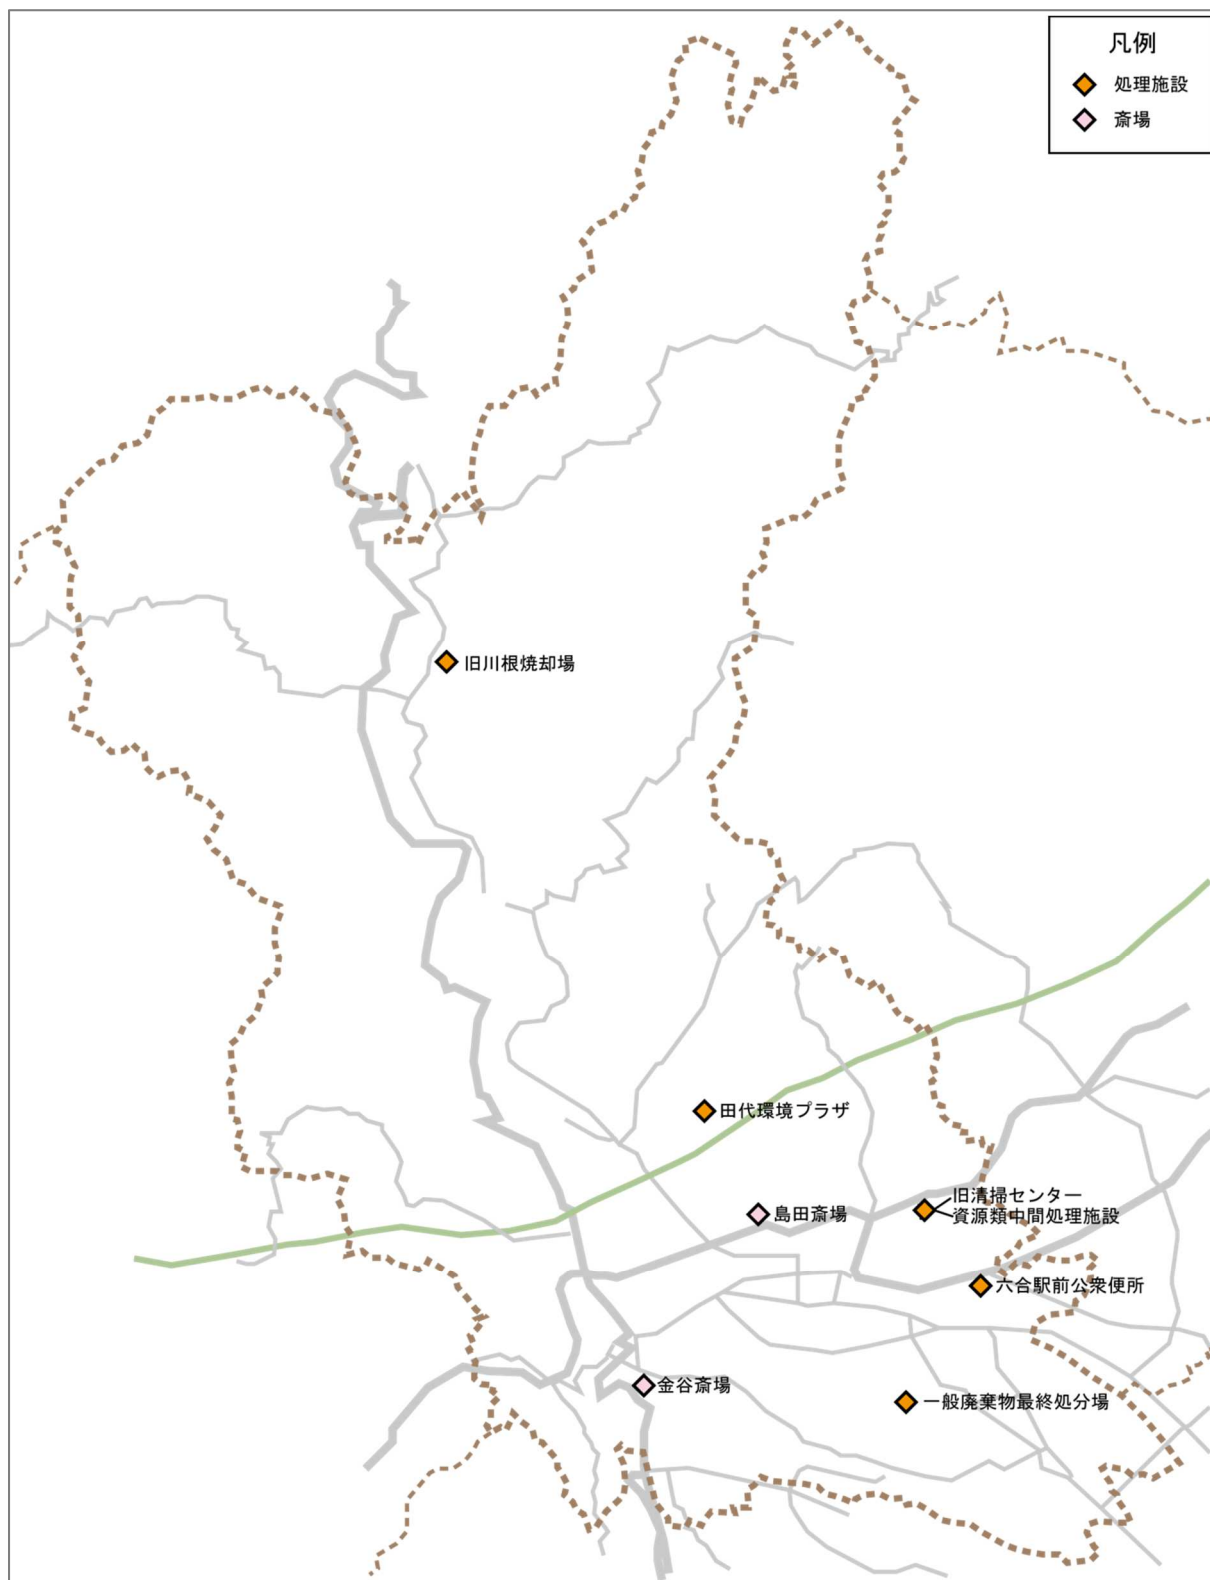 凡例
処理施設
斎場
旧川根焼却場
田代環境プラザ
旧清掃センター
資源類中間処理施設
島田斎場
六合駅前公衆便所
金谷斎場
一般廃棄物最終処分場